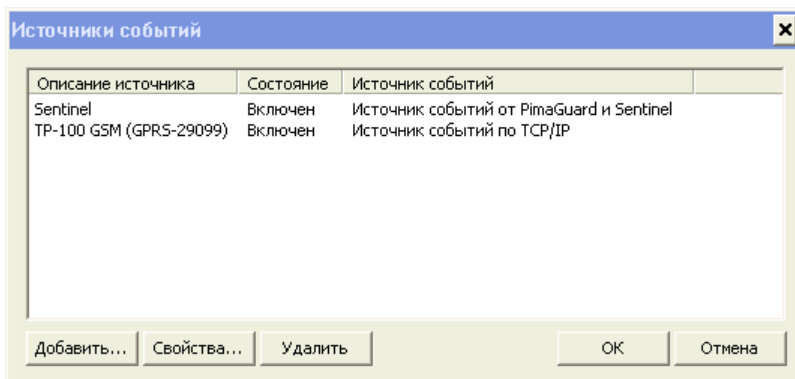 Источники событий
Описание источника Состояние Источник событий
Sentinel Включен Источник событий от PimaGuard и Sentinel
TP-100 GSM (GPRS-29099) Включен Источник событий по TCP/IP
Добавить... Свойства... Удалить ОК Отмена